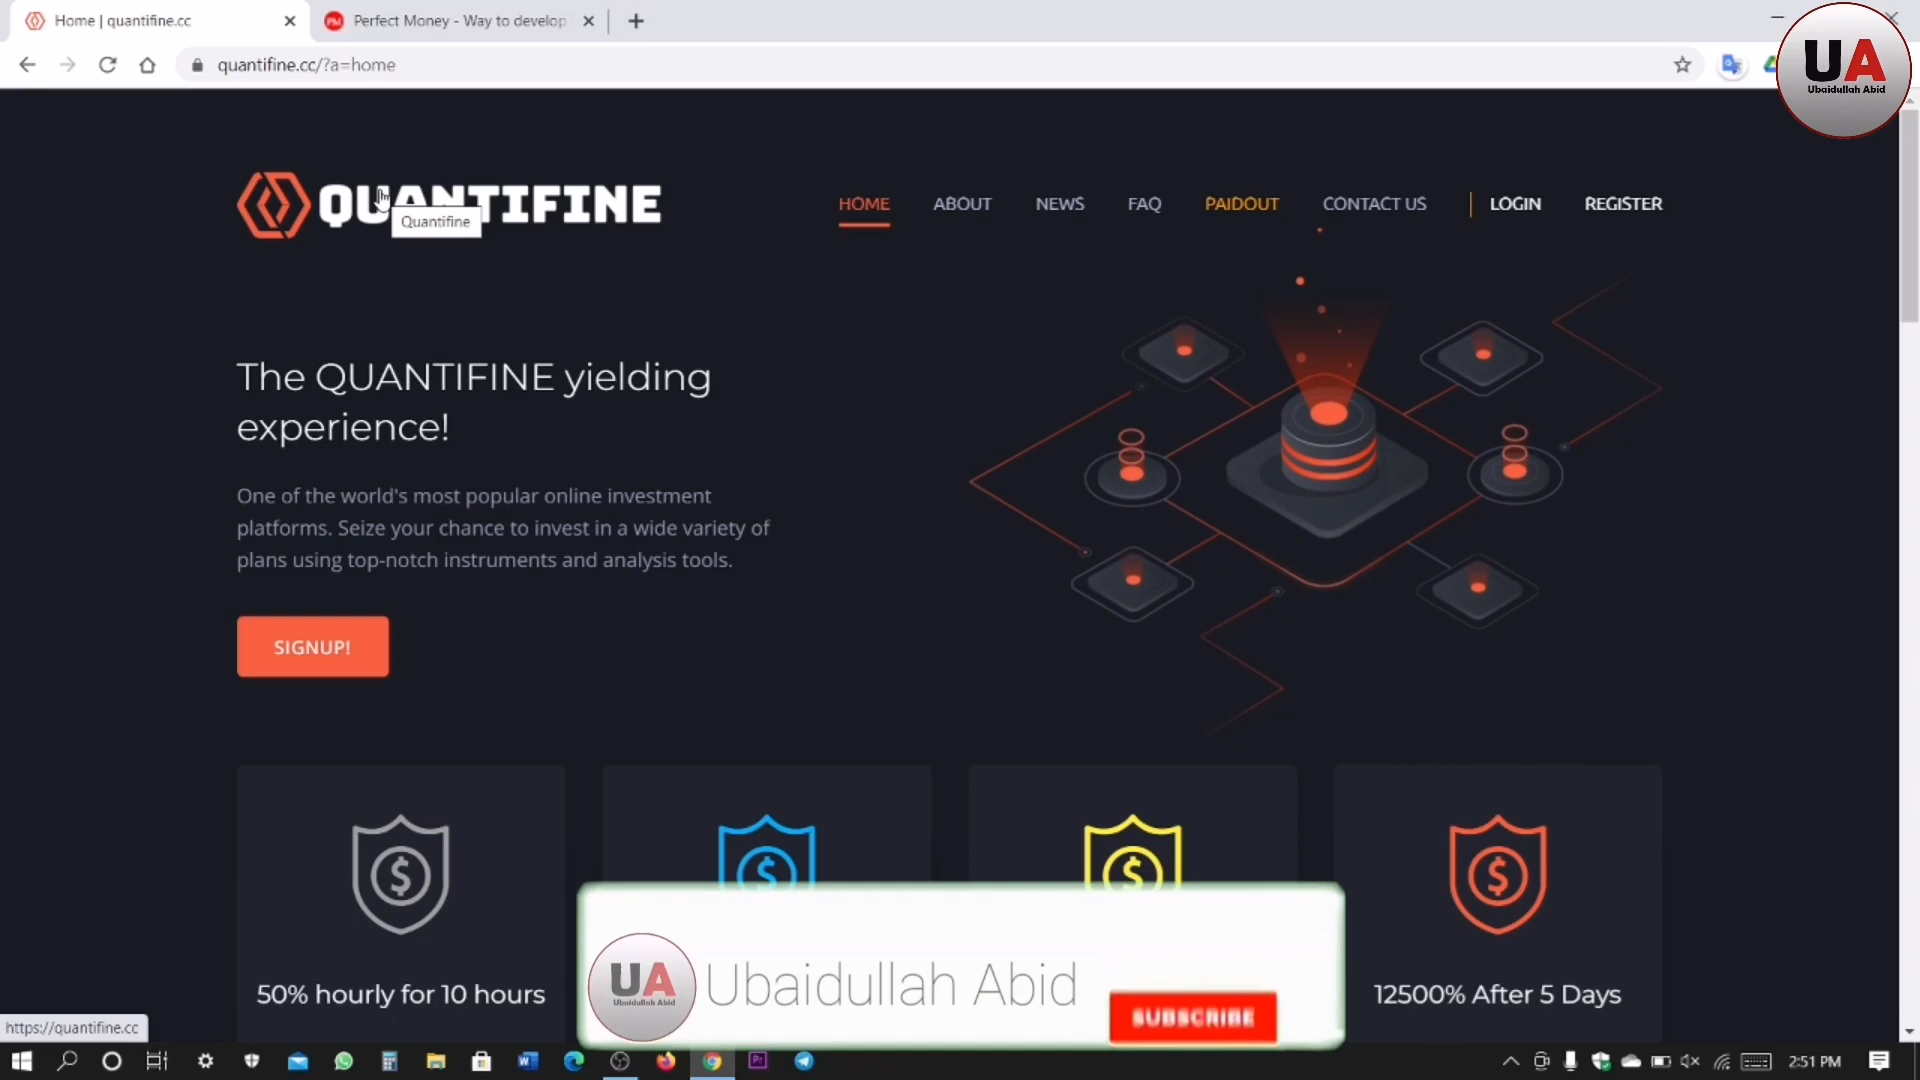 Home | quantifine.cc
Perfect Money - Way to develop
quantifine.cc/?a=home
UA
Ubaidullah Abid
QUANTIFINE
Quantifine
HOME
ABOUT
NEWS
FAQ
PAIDOUT
CONTACT US
LOGIN
REGISTER
The QUANTIFINE yielding
experience!
One of the world's most popular online investment
platforms. Seize your chance to invest in a wide variety of
plans using top-notch instruments and analysis tools.
SIGNUP!
50% hourly for 10 hours
12500% After 5 Days
UA
Ubaidullah Abid
Ubaidullah Abid
SUBSCRIBE
https://quantifine.cc
2:51 PM